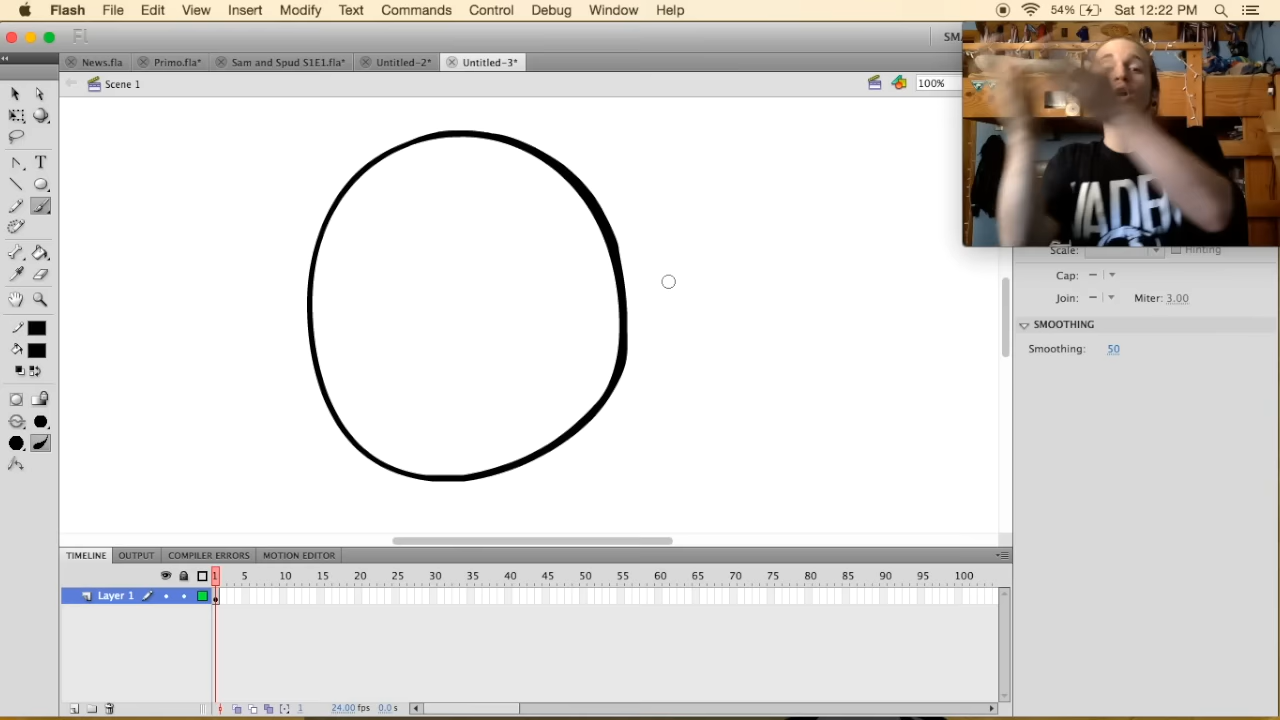 Flash File Edit View Insert Modify Text Commands Control Debug Window Help 54% Sat 12:22 PM
Fl
News.fla Primo.fla* Sam and Spud S1E1.fla* Untitled-2* Untitled-3*
Scene 1 100%
T
VADER
Scale: Hinting
Cap:
Join: Miter: 3.00
SMOOTHING
Smoothing: 50
TIMELINE OUTPUT COMPILER ERRORS MOTION EDITOR
1 5 10 15 20 25 30 35 40 45 50 55 60 65 70 75 80 85 90 95 100
Layer 1
1 24.00 fps 0.0 s